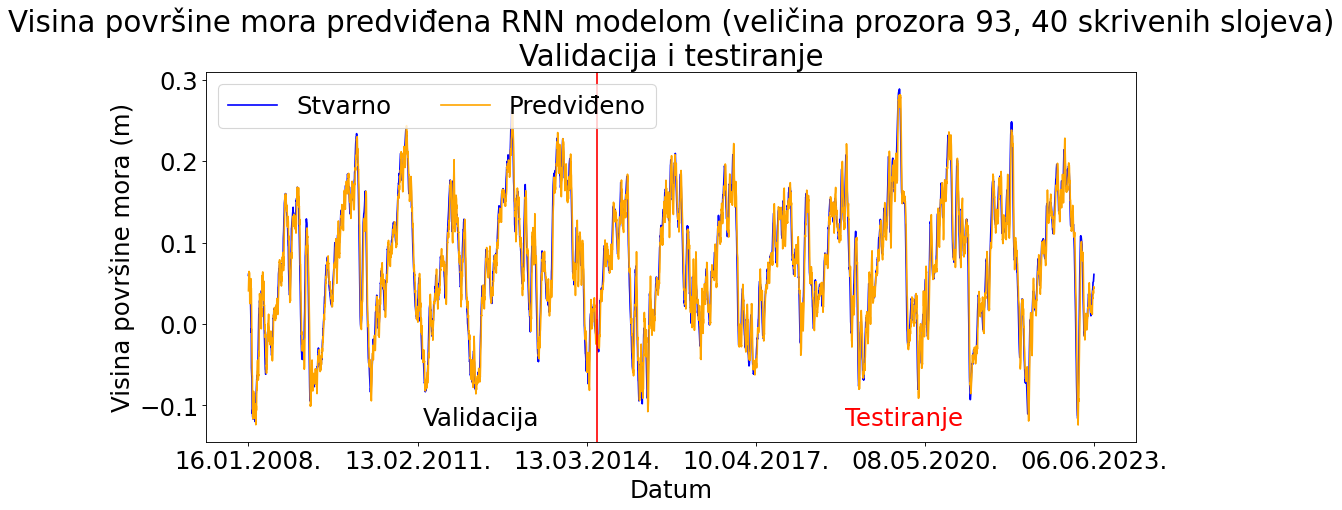 Visina površine mora predviđena RNN modelom (veličina prozora 93, 40 skrivenih slojeva)
Validacija i testiranje
Stvarno
Predviđeno
Visina površine mora (m)
0.3
0.2
0.1
0.0
−0.1
Validacija
Testiranje
16.01.2008.
13.02.2011.
13.03.2014.
10.04.2017.
08.05.2020.
06.06.2023.
Datum